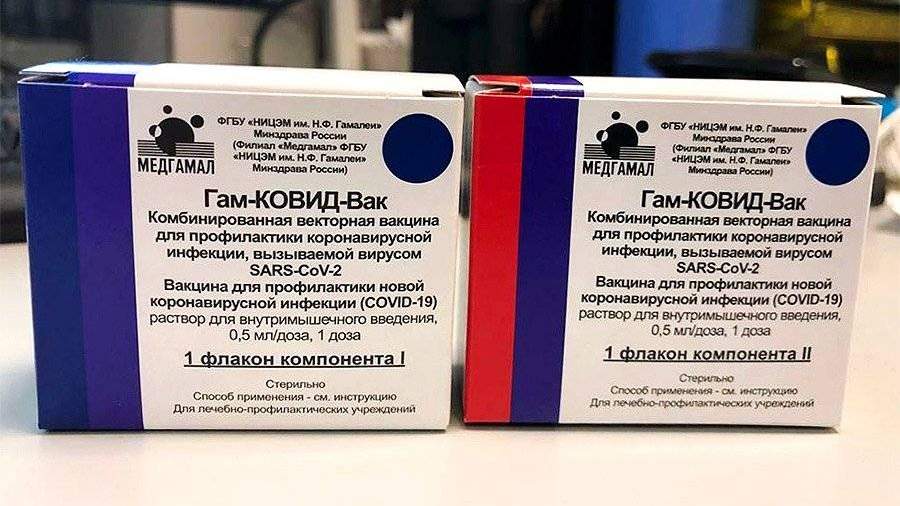 МЕДГАМАЛ
ФГБУ «НИЦЭМ им. Н.Ф. Гамалеи»
Минздрава России
(Филиал «Медгамал» ФГБУ
«НИЦЭМ им. Н.Ф. Гамалеи»
Минздрава России)
Гам-КОВИД-Вак
Комбинированная векторная вакцина
для профилактики коронавирусной
инфекции, вызываемой вирусом
SARS-CoV-2
Вакцина для профилактики новой
коронавирусной инфекции (COVID-19)
раствор для внутримышечного введения,
0,5 мл/доза, 1 доза
1 флакон компонента I
Стерильно
Способ применения - см. инструкцию
Для лечебно-профилактических учреждений
МЕДГАМАЛ
ФГБУ «НИЦЭМ им. Н.Ф. Гамалеи»
Минздрава России
(Филиал «Медгамал» ФГБУ
«НИЦЭМ им. Н.Ф. Гамалеи»
Минздрава России)
Гам-КОВИД-Вак
Комбинированная векторная вакцина
для профилактики коронавирусной
инфекции, вызываемой вирусом
SARS-CoV-2
Вакцина для профилактики новой
коронавирусной инфекции (COVID-19)
раствор для внутримышечного введения,
0,5 мл/доза, 1 доза
1 флакон компонента II
Стерильно
Способ применения - см. инструкцию
Для лечебно-профилактических учреждений